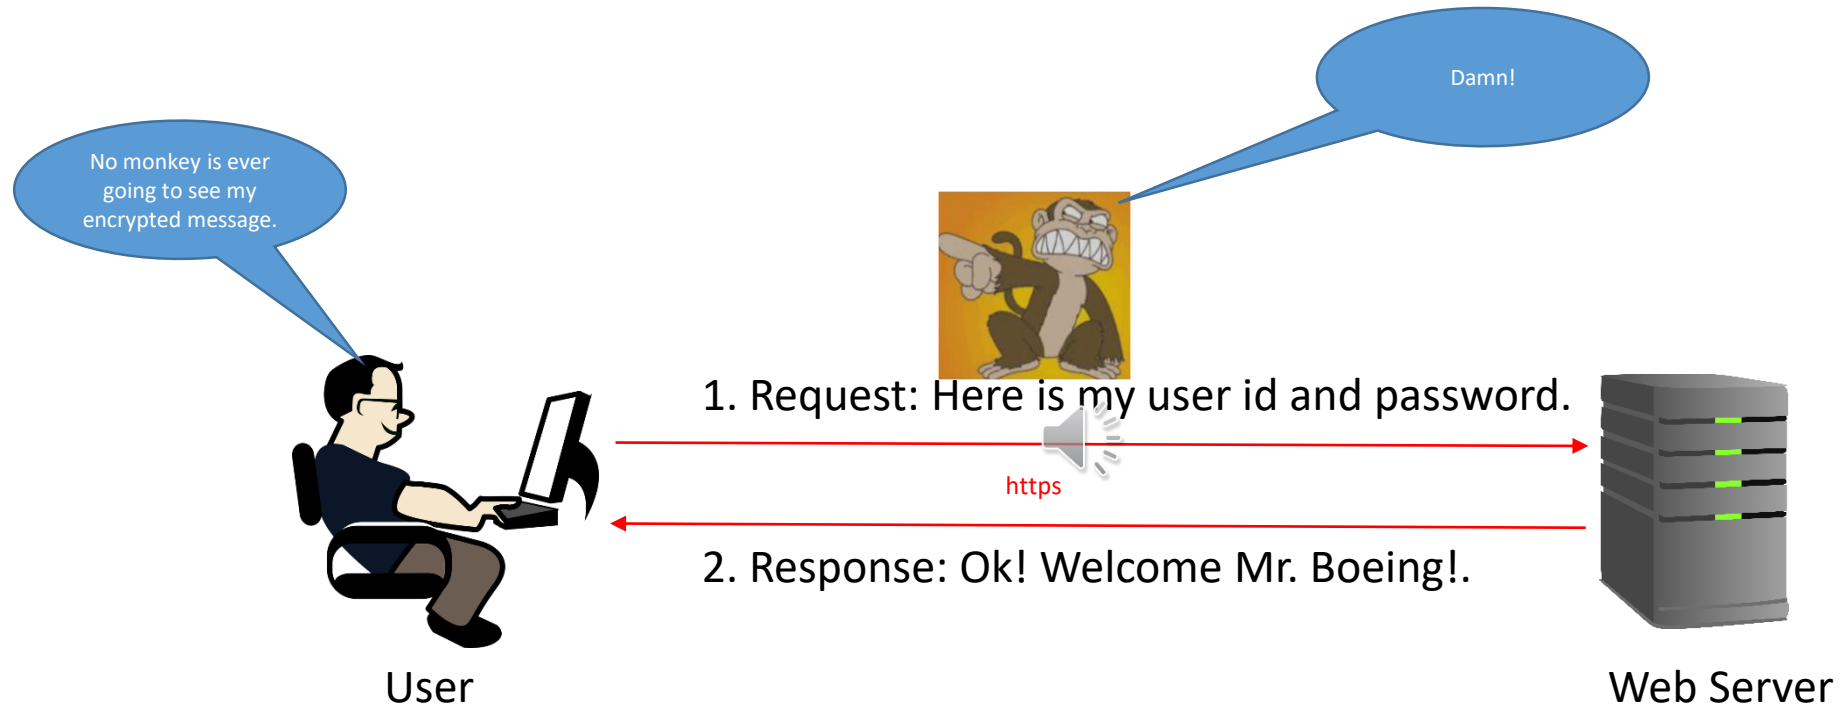 Damn!
No monkey is ever
going to see my
encrypted message.
1. Request: Here is my user id and password.
https
2. Response: Ok! Welcome Mr. Boeing!.
User
Web Server